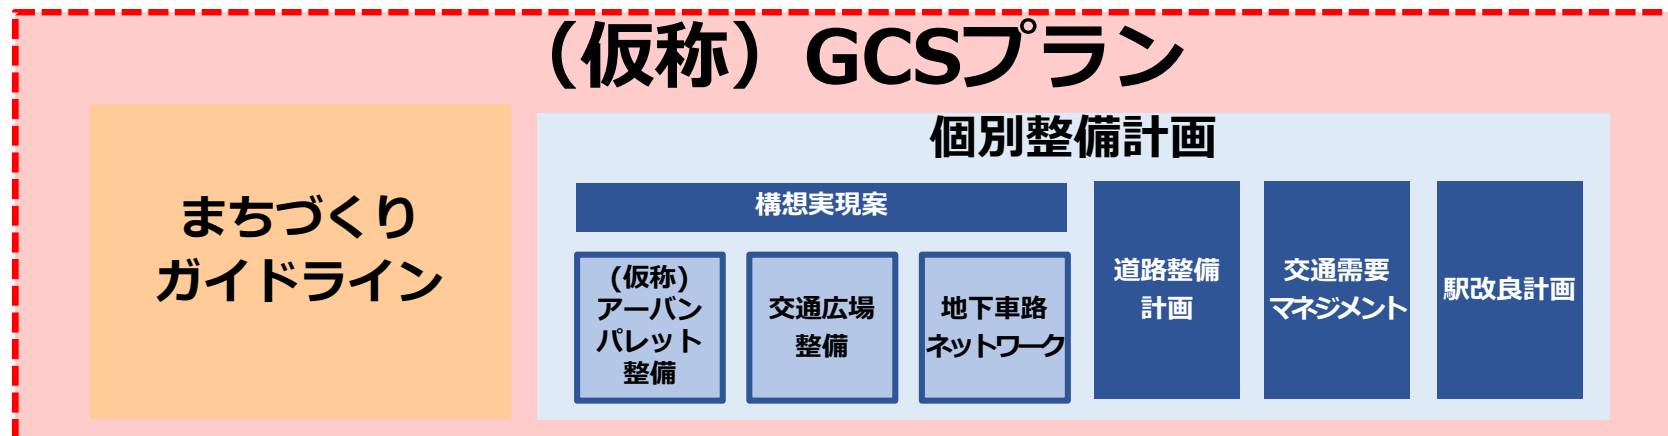 （仮称）GCSプラン
まちづくり
ガイドライン
個別整備計画
構想実現案
(仮称)
アーバン
パレット
整備
交通広場
整備
地下車路
ネットワーク
道路整備
計画
交通需要
マネジメント
駅改良計画